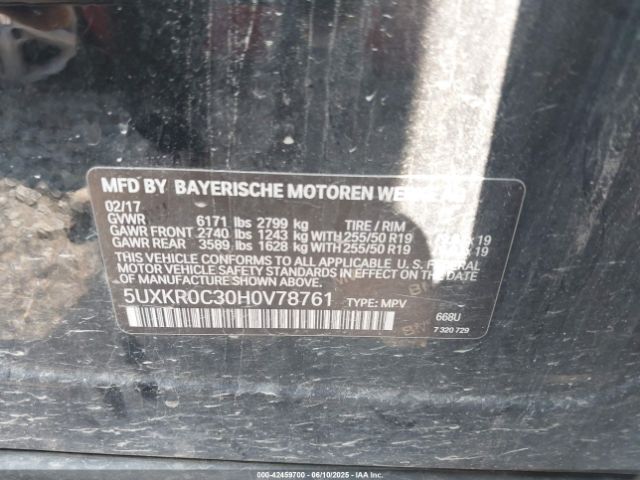 MFD BY BAYERISCHE MOTOREN
02/17
GVWR 6171 lbs 2799 kg TIRE / RIM
GAWR FRONT 2740 lbs 1243 kg WITH 255/50 R19 19
GAWR REAR 3589 lbs 1628 kg WITH 255/50 R19 19
THIS VEHICLE CONFORMS TO ALL APPLICABLE U.S. FEDERAL
MOTOR VEHICLE SAFETY STANDARDS IN EFFECT ON THE DATE OF
MANUFACTURE SHOWN ABOVE.
5UXKR0C30H0V78761 TYPE: MPV
668U
7 320 729
000-42459700 - 06/10/2025 - IAA Inc.